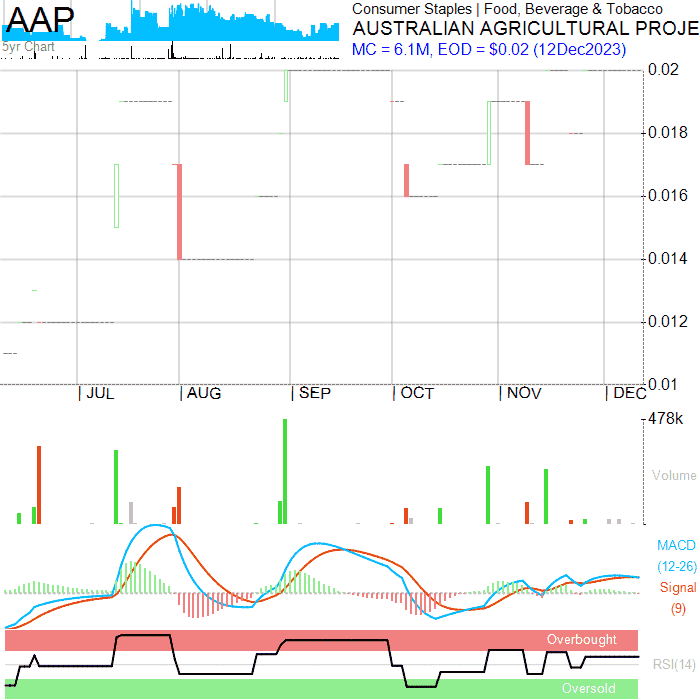 AAP
5yr Chart
Consumer Staples | Food, Beverage & Tobacco
AUSTRALIAN AGRICULTURAL PROJE
MC = 6.1M, EOD = $0.02 (12Dec2023)
0.02
0.018
0.016
0.014
0.012
0.01
| JUL | AUG | SEP | OCT | NOV | DEC
478k
Volume
MACD
(12-26)
Signal
(9)
Overbought
RSI(14)
Oversold